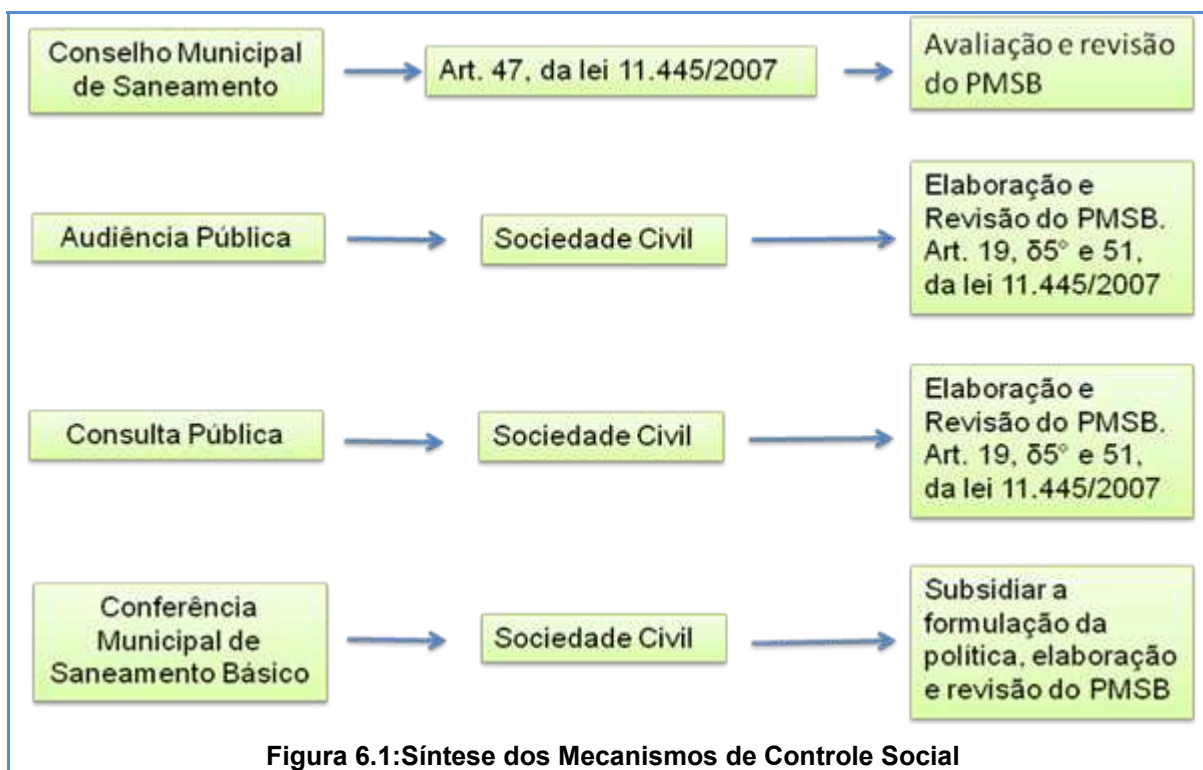 Conselho Municipal
de Saneamento
Art. 47, da lei 11.445/2007
Avaliação e revisão
do PMSB
Audiência Pública
Sociedade Civil
Elaboração e
Revisão do PMSB.
Art. 19, δ5° e 51,
da lei 11.445/2007
Consulta Pública
Sociedade Civil
Elaboração e
Revisão do PMSB.
Art. 19, δ5° e 51,
da lei 11.445/2007
Conferência
Municipal de
Saneamento Básico
Sociedade Civil
Subsidiar a
formulação da
política, elaboração
e revisão do PMSB
Figura 6.1:Síntese dos Mecanismos de Controle Social